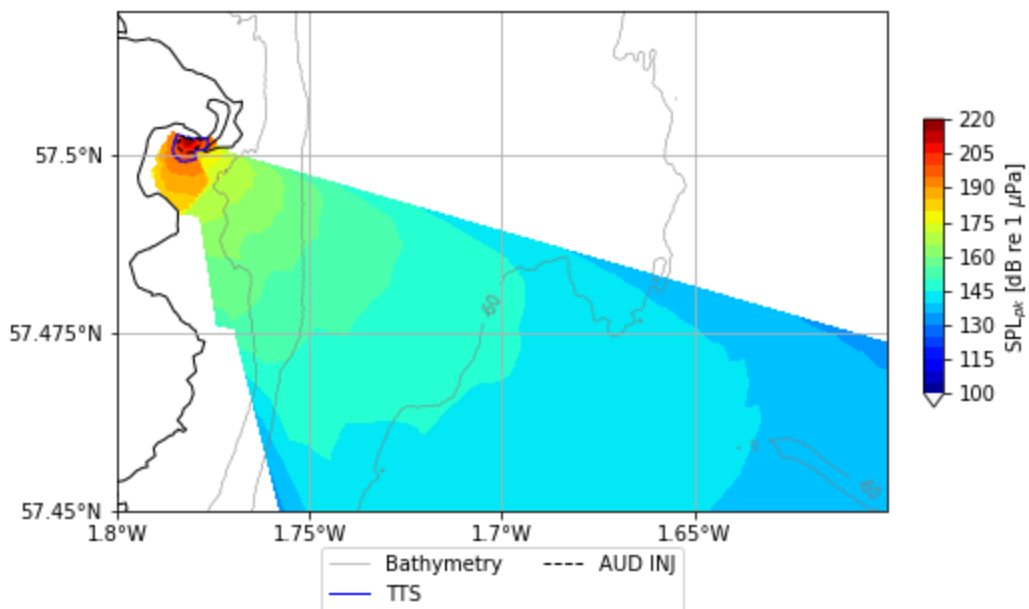 57.5°N
57.475°N
57.45°N
1.8°W 1.75°W 1.7°W 1.65°W
60
60
220
205
190
175
160
145
130
115
100
SPLpk [dB re 1 μPa]
Bathymetry AUD INJ
TTS